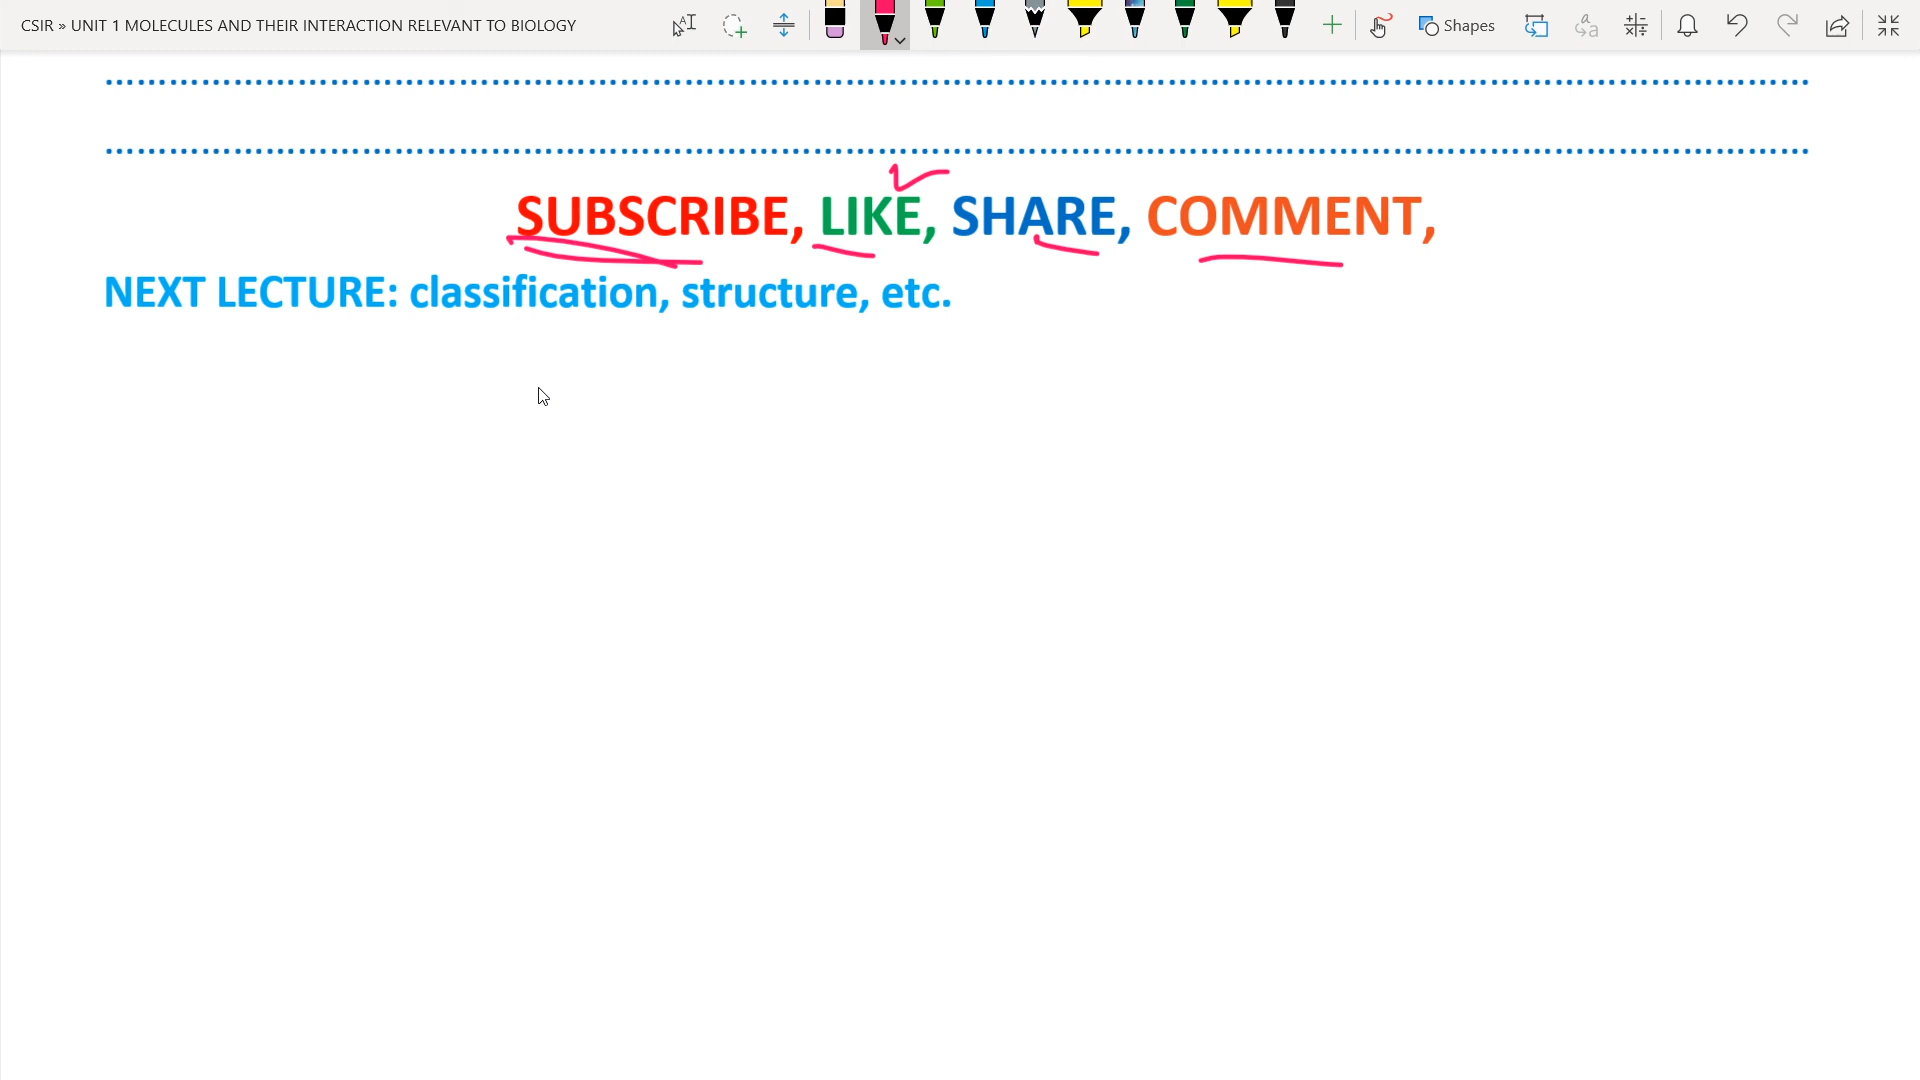 CSIR » UNIT 1 MOLECULES AND THEIR INTERACTION RELEVANT TO BIOLOGY
Shapes
SUBSCRIBE, LIKE, SHARE, COMMENT,
NEXT LECTURE: classification, structure, etc.